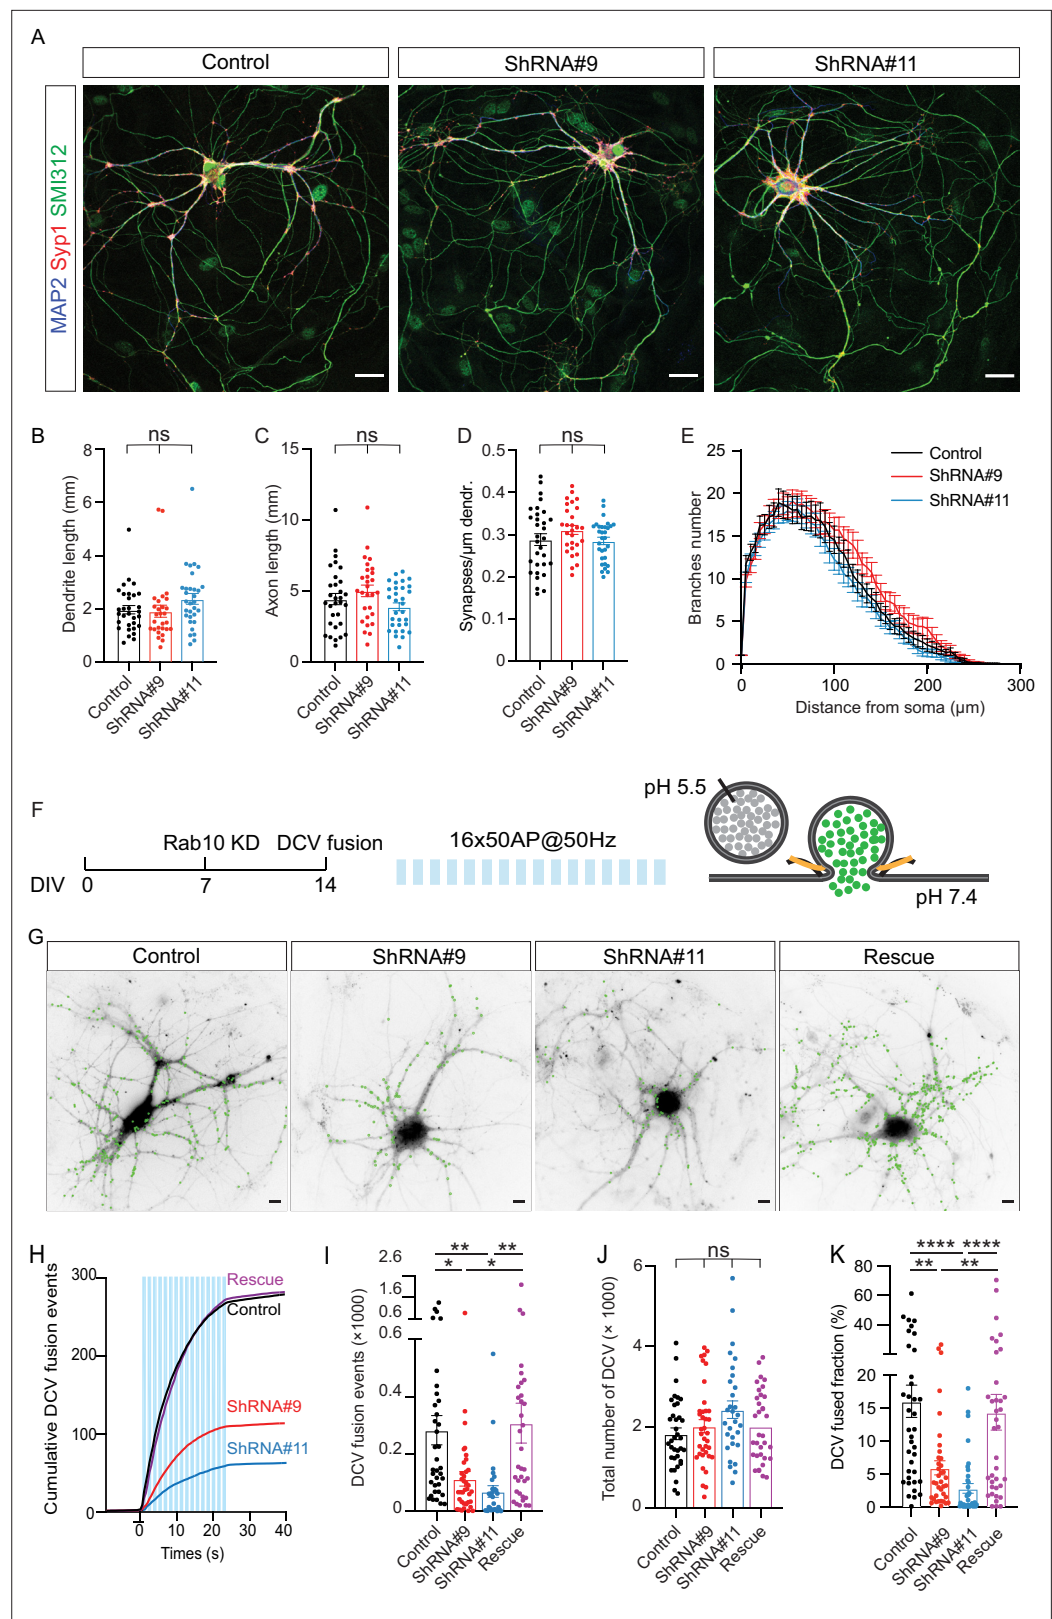 A
Control
ShRNA#9
ShRNA#11
MAP2 Syp1 SMI312
B
Dendrite length (mm)
8
6
4
2
0
ns
Control
ShRNA#9
ShRNA#11
C
Axon length (mm)
15
10
5
0
ns
Control
ShRNA#9
ShRNA#11
D
Synapses/µm dendr.
0.5
0.4
0.3
0.2
0
ns
Control
ShRNA#9
ShRNA#11
E
Branches number
25
20
15
10
5
0
0
100
200
300
Distance from soma (µm)
Control
ShRNA#9
ShRNA#11
F
Rab10 KD
DCV fusion
DIV
0
7
14
16x50AP@50Hz
pH 5.5
pH 7.4
G
Control
ShRNA#9
ShRNA#11
Rescue
H
Cumulative DCV fusion events
300
200
100
0
0
10
20
30
40
Times (s)
Rescue
Control
ShRNA#9
ShRNA#11
I
DCV fusion events (×1000)
2.6
1.6
0.6
0.6
0.4
0.2
0
** **
* *
Control
ShRNA#9
ShRNA#11
Rescue
J
Total number of DCV (× 1000)
6
4
2
0
ns
Control
ShRNA#9
ShRNA#11
Rescue
K
DCV fused fraction (%)
80
60
40
20
20
15
10
5
0
**** ****
** **
Control
ShRNA#9
ShRNA#11
Rescue